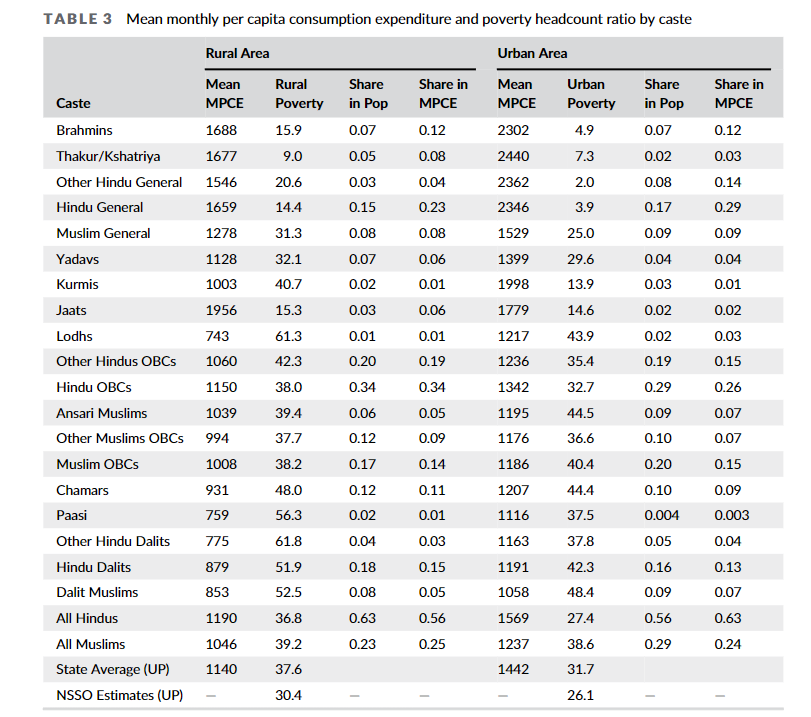 TABLE 3 Mean monthly per capita consumption expenditure and poverty headcount ratio by caste
Rural Area Urban Area
Caste Mean MPCE Rural Poverty Share in Pop Share in MPCE Mean MPCE Urban Poverty Share in Pop Share in MPCE
Brahmins 1688 15.9 0.07 0.12 2302 4.9 0.07 0.12
Thakur/Kshatriya 1677 9.0 0.05 0.08 2440 7.3 0.02 0.03
Other Hindu General 1546 20.6 0.03 0.04 2362 2.0 0.08 0.14
Hindu General 1659 14.4 0.15 0.23 2346 3.9 0.17 0.29
Muslim General 1278 31.3 0.08 0.08 1529 25.0 0.09 0.09
Yadavs 1128 32.1 0.07 0.06 1399 29.6 0.04 0.04
Kurmis 1003 40.7 0.02 0.01 1998 13.9 0.03 0.01
Jaats 1956 15.3 0.03 0.06 1779 14.6 0.02 0.02
Lodhs 743 61.3 0.01 0.01 1217 43.9 0.02 0.03
Other Hindus OBCs 1060 42.3 0.20 0.19 1236 35.4 0.19 0.15
Hindu OBCs 1150 38.0 0.34 0.34 1342 32.7 0.29 0.26
Ansari Muslims 1039 39.4 0.06 0.05 1195 44.5 0.09 0.07
Other Muslims OBCs 994 37.7 0.12 0.09 1176 36.6 0.10 0.07
Muslim OBCs 1008 38.2 0.17 0.14 1186 40.4 0.20 0.15
Chamars 931 48.0 0.12 0.11 1207 44.4 0.10 0.09
Paasi 759 56.3 0.02 0.01 1116 37.5 0.004 0.003
Other Hindu Dalits 775 61.8 0.04 0.03 1163 37.8 0.05 0.04
Hindu Dalits 879 51.9 0.18 0.15 1191 42.3 0.16 0.13
Dalit Muslims 853 52.5 0.08 0.05 1058 48.4 0.09 0.07
All Hindus 1190 36.8 0.63 0.56 1569 27.4 0.56 0.63
All Muslims 1046 39.2 0.23 0.25 1237 38.6 0.29 0.24
State Average (UP) 1140 37.6 1442 31.7
NSSO Estimates (UP) — 30.4 — — — 26.1 — —